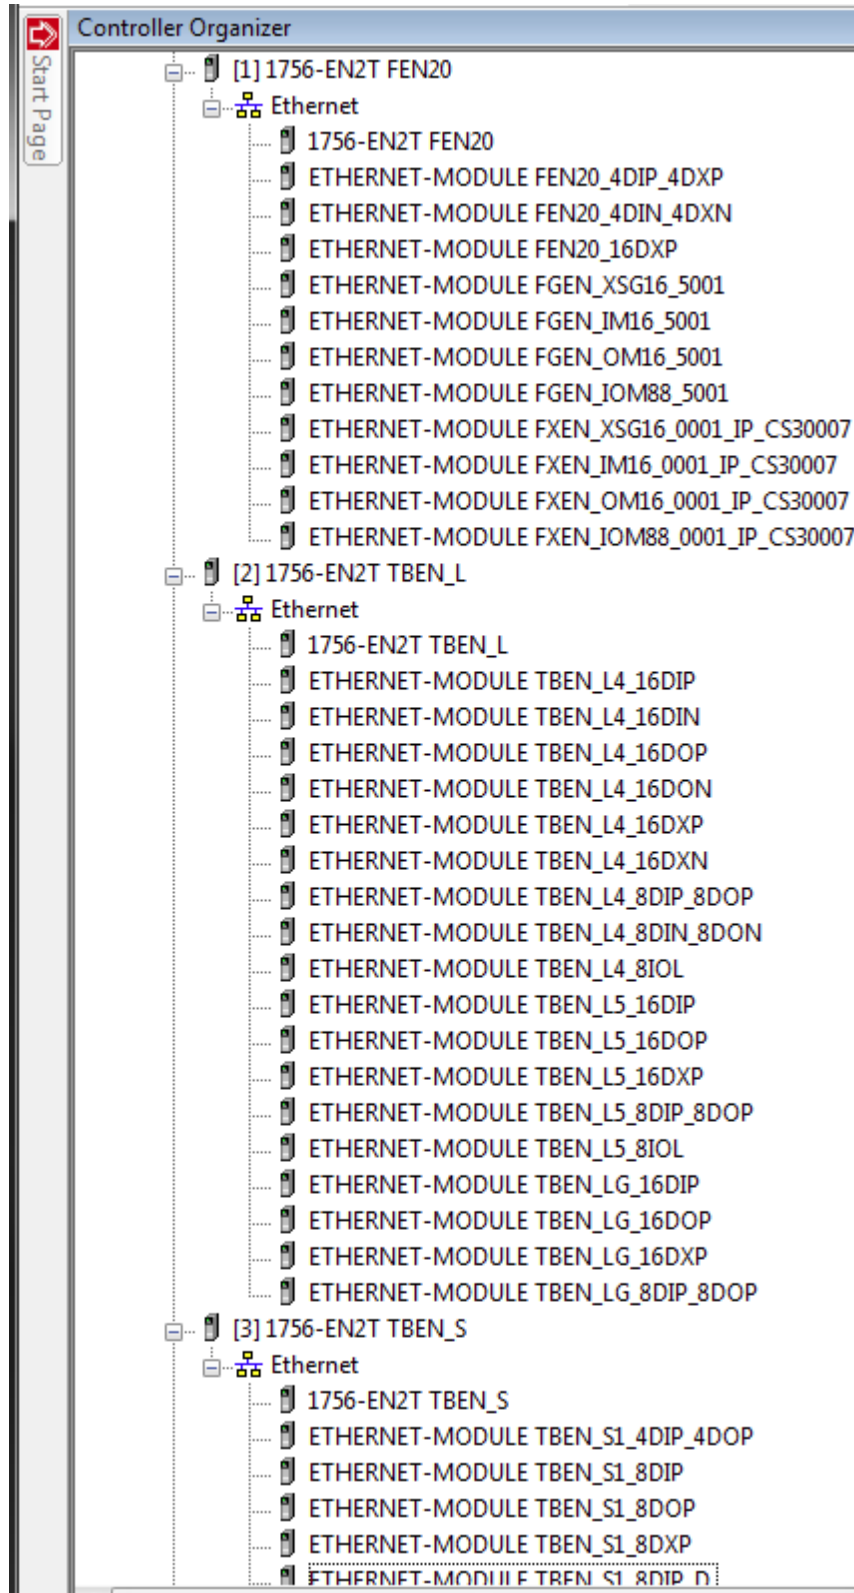 Controller Organizer
Start Page
[1] 1756-EN2T FEN20
Ethernet
1756-EN2T FEN20
ETHERNET-MODULE FEN20_4DIP_4DXP
ETHERNET-MODULE FEN20_4DIN_4DXN
ETHERNET-MODULE FEN20_16DXP
ETHERNET-MODULE FGEN_XSG16_5001
ETHERNET-MODULE FGEN_IM16_5001
ETHERNET-MODULE FGEN_OM16_5001
ETHERNET-MODULE FGEN_IOM88_5001
ETHERNET-MODULE FXEN_XSG16_0001_IP_CS30007
ETHERNET-MODULE FXEN_IM16_0001_IP_CS30007
ETHERNET-MODULE FXEN_OM16_0001_IP_CS30007
ETHERNET-MODULE FXEN_IOM88_0001_IP_CS30007
[2] 1756-EN2T TBEN_L
Ethernet
1756-EN2T TBEN_L
ETHERNET-MODULE TBEN_L4_16DIP
ETHERNET-MODULE TBEN_L4_16DIN
ETHERNET-MODULE TBEN_L4_16DOP
ETHERNET-MODULE TBEN_L4_16DON
ETHERNET-MODULE TBEN_L4_16DXP
ETHERNET-MODULE TBEN_L4_16DXN
ETHERNET-MODULE TBEN_L4_8DIP_8DOP
ETHERNET-MODULE TBEN_L4_8DIN_8DON
ETHERNET-MODULE TBEN_L4_8IOL
ETHERNET-MODULE TBEN_L5_16DIP
ETHERNET-MODULE TBEN_L5_16DOP
ETHERNET-MODULE TBEN_L5_16DXP
ETHERNET-MODULE TBEN_L5_8DIP_8DOP
ETHERNET-MODULE TBEN_L5_8IOL
ETHERNET-MODULE TBEN_LG_16DIP
ETHERNET-MODULE TBEN_LG_16DOP
ETHERNET-MODULE TBEN_LG_16DXP
ETHERNET-MODULE TBEN_LG_8DIP_8DOP
[3] 1756-EN2T TBEN_S
Ethernet
1756-EN2T TBEN_S
ETHERNET-MODULE TBEN_S1_4DIP_4DOP
ETHERNET-MODULE TBEN_S1_8DIP
ETHERNET-MODULE TBEN_S1_8DOP
ETHERNET-MODULE TBEN_S1_8DXP
ETHERNET-MODULE TBEN_S1_8DIP_D